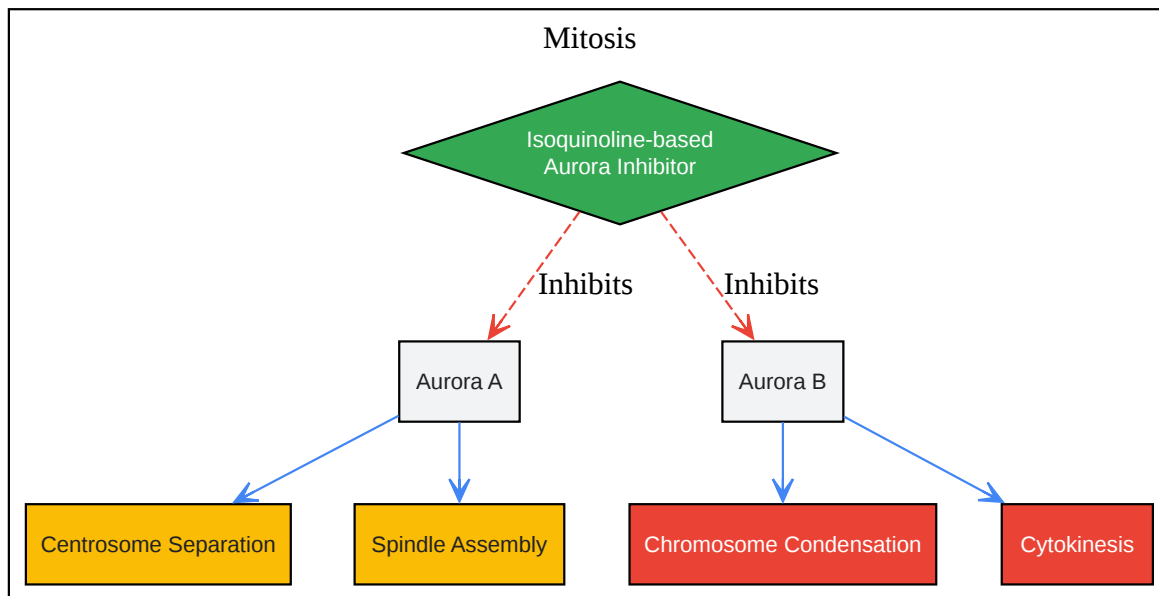 Mitosis
Isoquinoline-based
Aurora Inhibitor
Inhibits
Inhibits
Aurora A
Aurora B
Centrosome Separation
Spindle Assembly
Chromosome Condensation
Cytokinesis